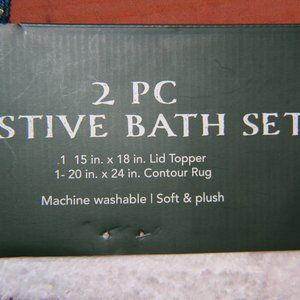 2 PC
STIVE BATH SET
.1 15 in. x 18 in. Lid Topper
1- 20 in. x 24 in. Contour Rug
Machine washable | Soft & plush